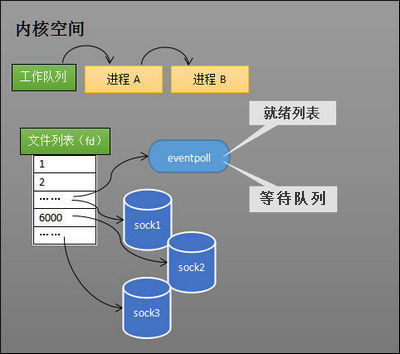 内核空间
工作队列
进程 A
进程 B
就绪列表
文件列表（fd）
1
2
……
6000
……
eventpoll
等待队列
sock1
sock2
sock3